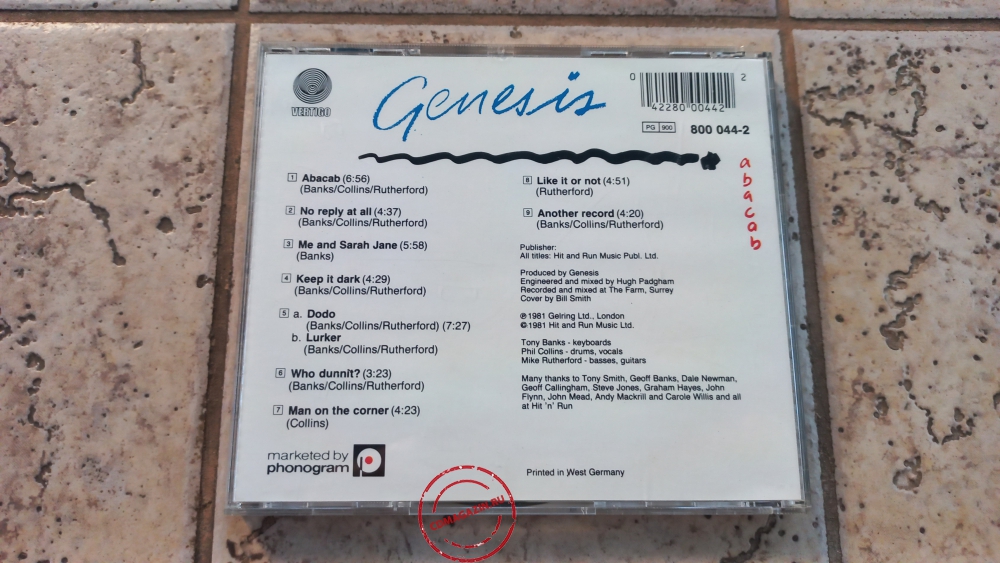 VERTIGO
Genesis
0 42280 00442 2
PG 900
800 044-2
abacab
1 Abacab (6:56)
(Banks/Collins/Rutherford)
2 No reply at all (4:37)
(Banks/Collins/Rutherford)
3 Me and Sarah Jane (5:58)
(Banks)
4 Keep it dark (4:29)
(Banks/Collins/Rutherford)
5 a. Dodo
(Banks/Collins/Rutherford) (7:27)
b. Lurker
(Banks/Collins/Rutherford)
6 Who dunnit? (3:23)
(Banks/Collins/Rutherford)
7 Man on the corner (4:23)
(Collins)
8 Like it or not (4:51)
(Rutherford)
9 Another record (4:20)
(Banks/Collins/Rutherford)
Publisher:
All titles: Hit and Run Music Publ. Ltd.
Produced by Genesis
Engineered and mixed by Hugh Padgham
Recorded and mixed at The Farm, Surrey
Cover by Bill Smith
℗ 1981 Gelring Ltd., London
© 1981 Hit and Run Music Ltd.
Tony Banks - keyboards
Phil Collins - drums, vocals
Mike Rutherford - basses, guitars
Many thanks to Tony Smith, Geoff Banks, Dale Newman,
Geoff Callingham, Steve Jones, Graham Hayes, John
Flynn, John Mead, Andy Mackrill and Carole Willis and all
at Hit 'n' Run
marketed by
phonogram
Printed in West Germany